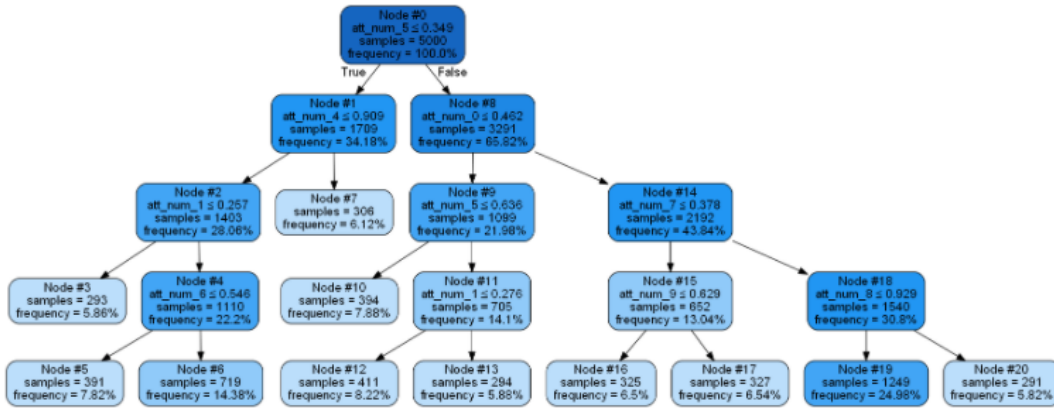 Node #0
att_num_5 ≤ 0.349
samples = 5000
frequency = 100.0%
True
False
Node #1
att_num_4 ≤ 0.909
samples = 1709
frequency = 34.18%
Node #8
att_num_0 ≤ 0.462
samples = 3291
frequency = 65.82%
Node #2
att_num_1 ≤ 0.257
samples = 1403
frequency = 28.06%
Node #7
samples = 306
frequency = 6.12%
Node #9
att_num_5 ≤ 0.636
samples = 1099
frequency = 21.98%
Node #14
att_num_7 ≤ 0.378
samples = 2192
frequency = 43.84%
Node #3
samples = 293
frequency = 5.86%
Node #4
att_num_6 ≤ 0.546
samples = 1110
frequency = 22.2%
Node #10
samples = 394
frequency = 7.88%
Node #11
att_num_1 ≤ 0.276
samples = 705
frequency = 14.1%
Node #15
att_num_9 ≤ 0.629
samples = 652
frequency = 13.04%
Node #18
att_num_8 ≤ 0.929
samples = 1540
frequency = 30.8%
Node #5
samples = 391
frequency = 7.82%
Node #6
samples = 719
frequency = 14.38%
Node #12
samples = 411
frequency = 8.22%
Node #13
samples = 294
frequency = 5.88%
Node #16
samples = 325
frequency = 6.5%
Node #17
samples = 327
frequency = 6.54%
Node #19
samples = 1249
frequency = 24.98%
Node #20
samples = 291
frequency = 5.82%